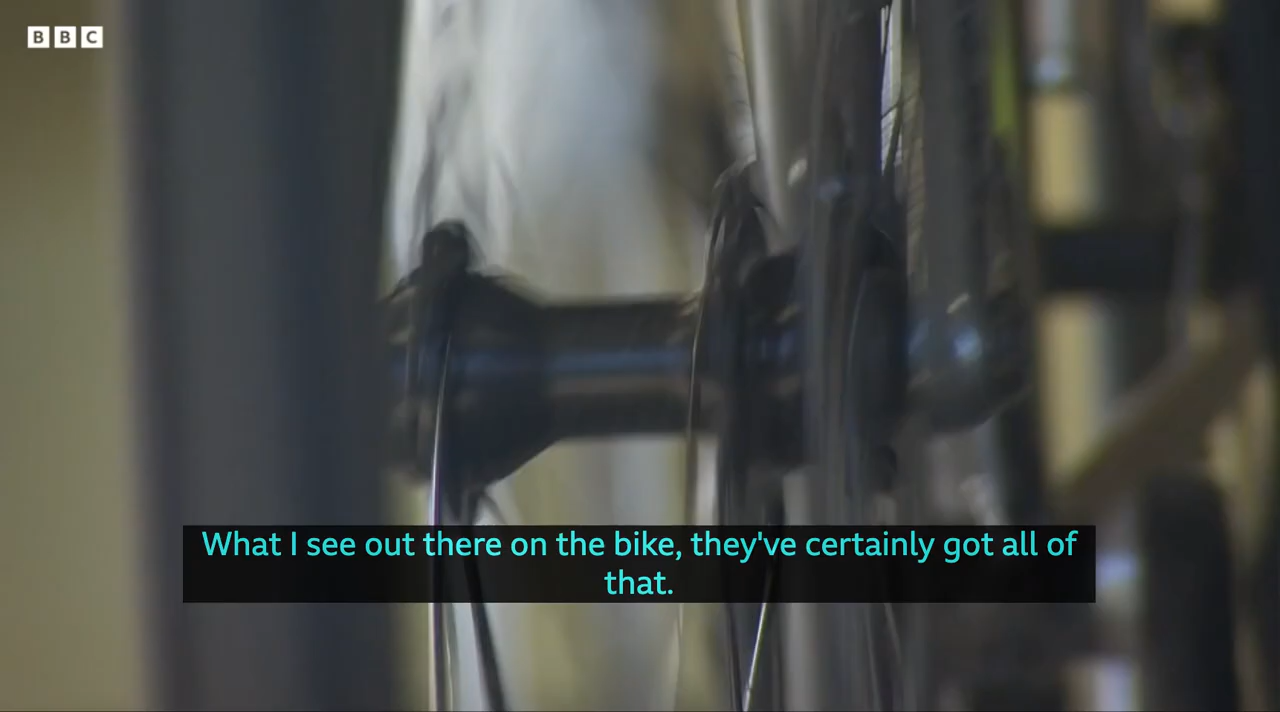 BBC
What I see out there on the bike, they've certainly got all of
that.